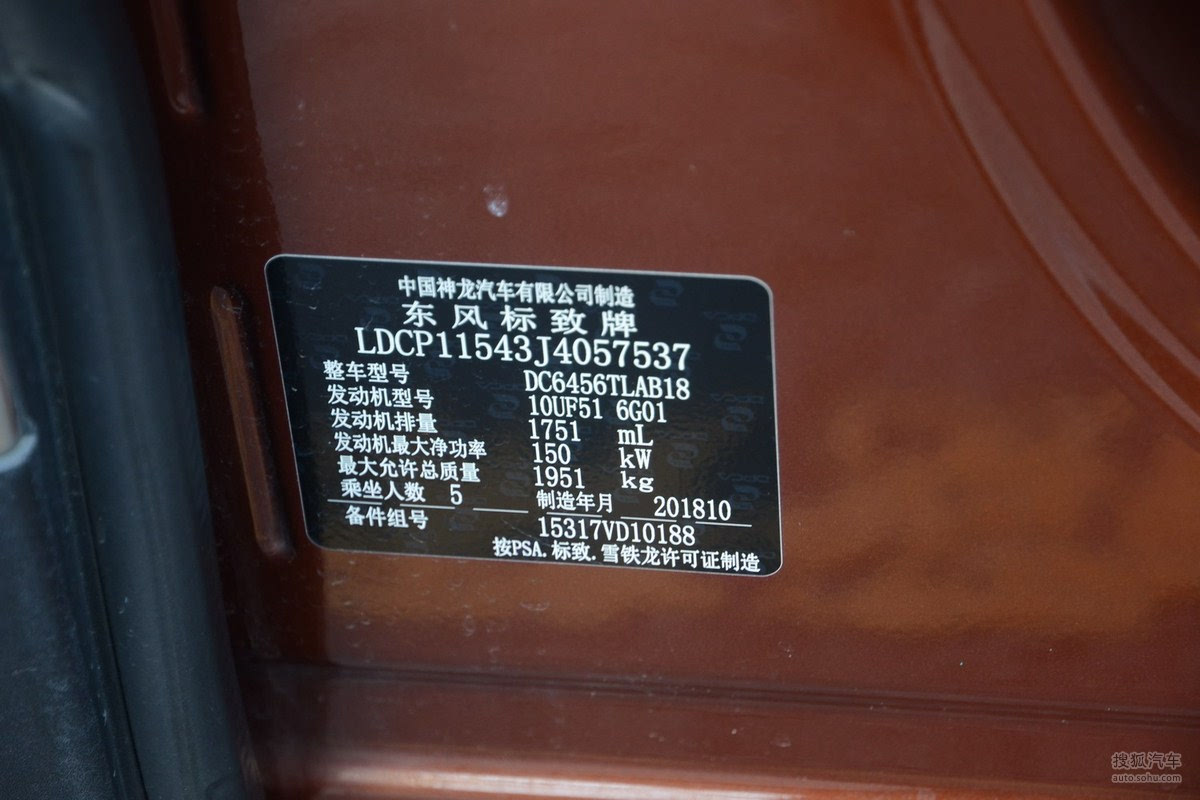 中国神龙汽车有限公司制造
东风标致牌
LDCP11543J4057537
整车型号 DC6456TLAB18
发动机型号 10UF51 6G01
发动机排量 1751 mL
发动机最大净功率 150 kW
最大允许总质量 1951 kg
乘坐人数 5 制造年月 201810
备件组号 15317VD10188
按PSA.标致.雪铁龙许可证制造
搜狐汽车
auto.sohu.com